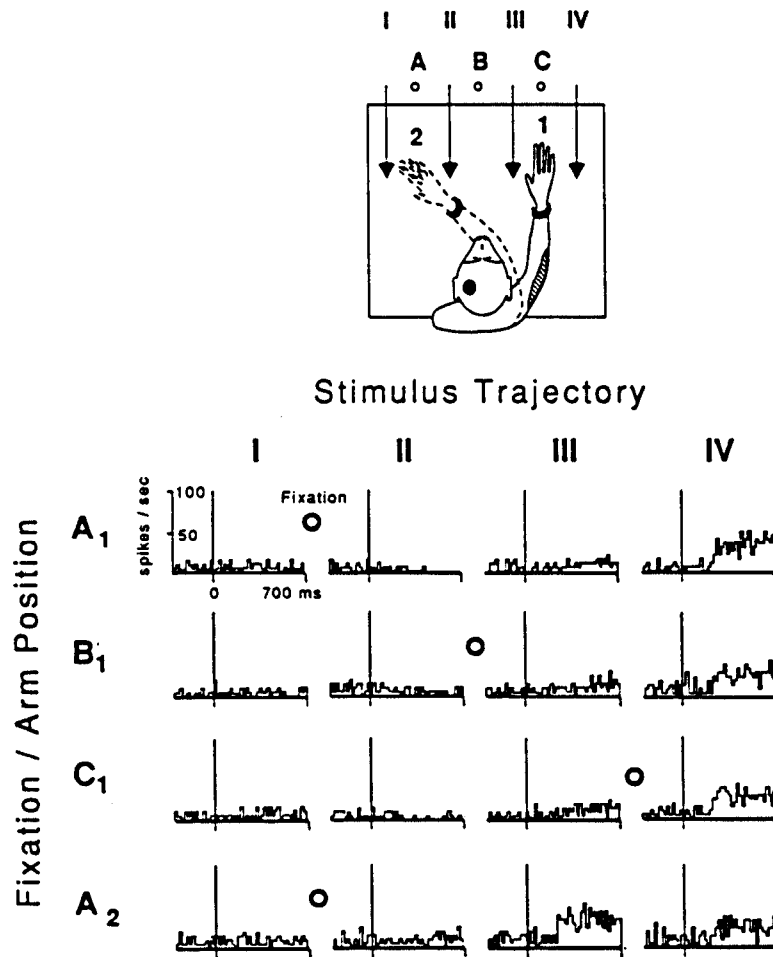 I II III IV
A B C
2 1
Stimulus Trajectory
I II III IV
Fixation / Arm Position
spikes / sec
100
50
Fixation
A1
0 700 ms
B1
C1
A2